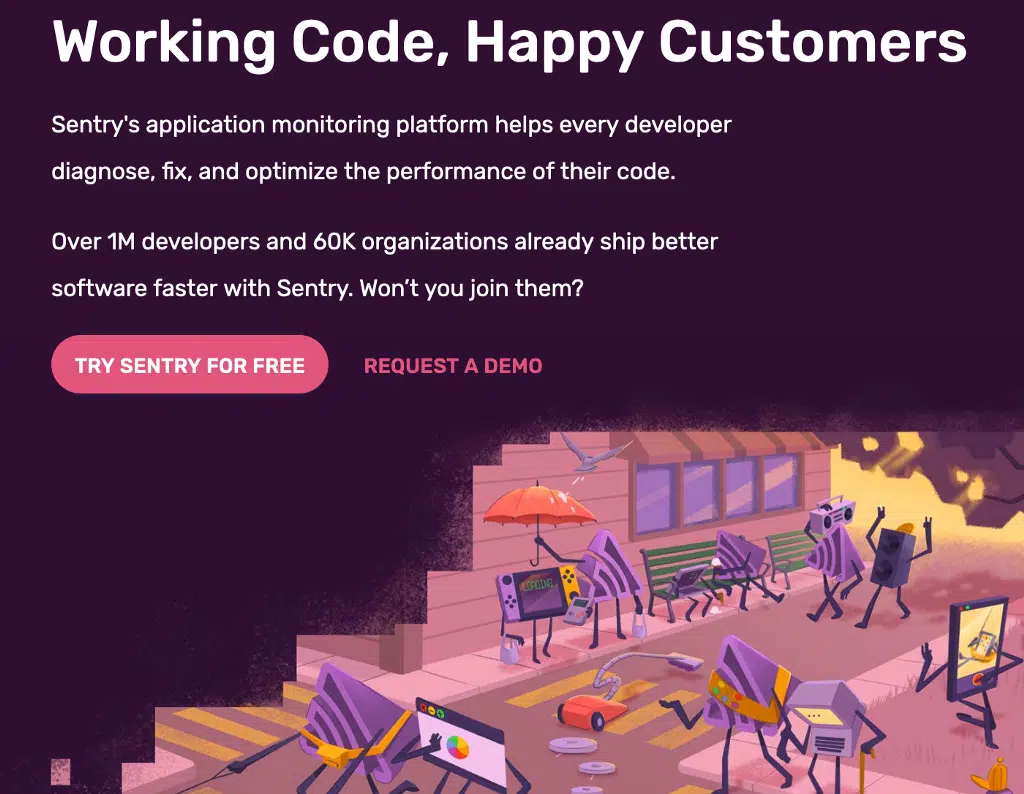 Working Code, Happy Customers
Sentry's application monitoring platform helps every developer
diagnose, fix, and optimize the performance of their code.
Over 1M developers and 60K organizations already ship better
software faster with Sentry. Won’t you join them?
TRY SENTRY FOR FREE
REQUEST A DEMO
LOADING